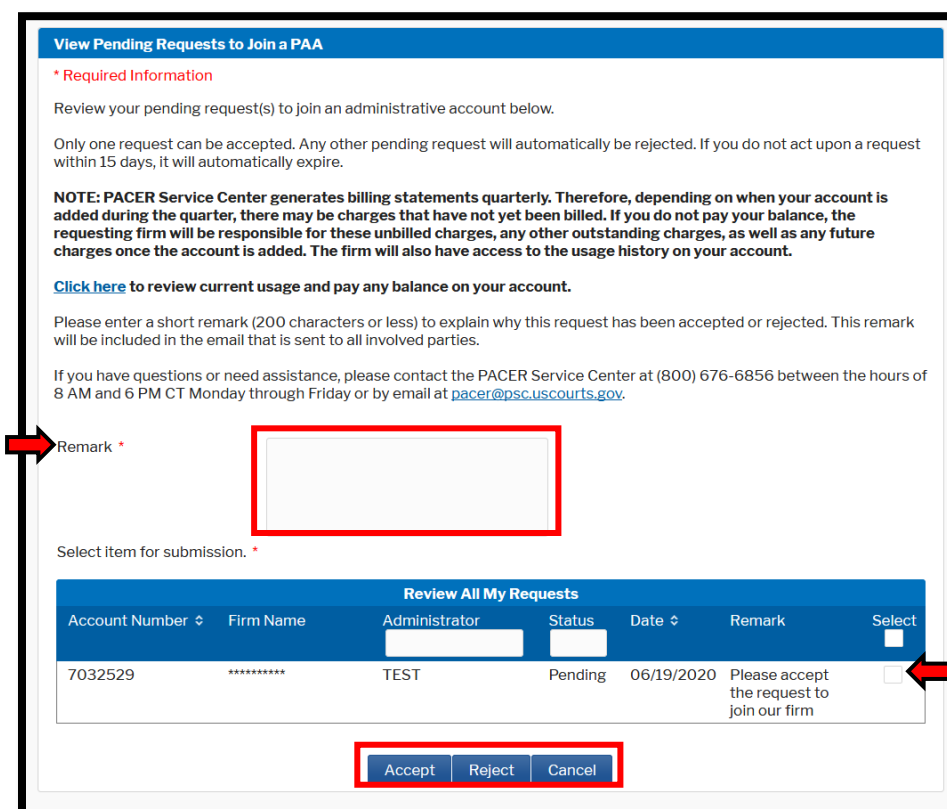 View Pending Requests to Join a PAA
* Required Information
Review your pending request(s) to join an administrative account below.
Only one request can be accepted. Any other pending request will automatically be rejected. If you do not act upon a request
within 15 days, it will automatically expire.
NOTE: PACER Service Center generates billing statements quarterly. Therefore, depending on when your account is
added during the quarter, there may be charges that have not yet been billed. If you do not pay your balance, the
requesting firm will be responsible for these unbilled charges, any other outstanding charges, as well as any future
charges once the account is added. The firm will also have access to the usage history on your account.
Click here to review current usage and pay any balance on your account.
Please enter a short remark (200 characters or less) to explain why this request has been accepted or rejected. This remark
will be included in the email that is sent to all involved parties.
If you have questions or need assistance, please contact the PACER Service Center at (800) 676-6856 between the hours of
8 AM and 6 PM CT Monday through Friday or by email at pacer@psc.uscourts.gov.
Remark *
Select item for submission. *
Review All My Requests
Account Number Firm Name Administrator Status Date Remark Select
7032529 ********** TEST Pending 06/19/2020 Please accept
the request to
join our firm
Accept Reject Cancel